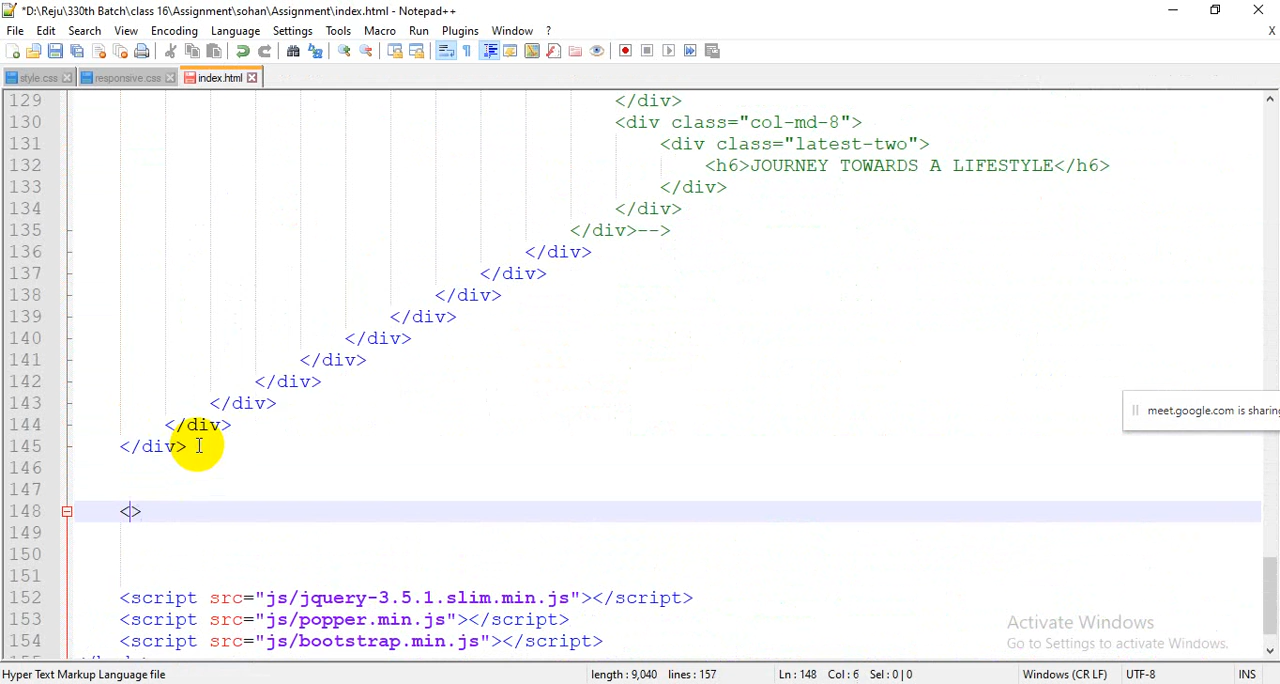 *D:\Reju\330th Batch\class 16\Assignment\sohan\Assignment\index.html - Notepad++
File Edit Search View Encoding Language Settings Tools Macro Run Plugins Window ? X
style.css responsive.css index.html
129 </div>
130 <div class="col-md-8">
131 <div class="latest-two">
132 <h6>JOURNEY TOWARDS A LIFESTYLE</h6>
133 </div>
134 </div>
135 </div>-->
136 </div>
137 </div>
138 </div>
139 </div>
140 </div>
141 </div>
142 </div>
143 </div>
144 </div>
145 </div>
146
147
148 <>
149
150
151
152 <script src="js/jquery-3.5.1.slim.min.js"></script>
153 <script src="js/popper.min.js"></script>
154 <script src="js/bootstrap.min.js"></script>
meet.google.com is sharing
Activate Windows
Go to Settings to activate Windows.
Hyper Text Markup Language file length : 9,040 lines : 157 Ln : 148 Col : 6 Sel : 0 | 0 Windows (CR LF) UTF-8 INS